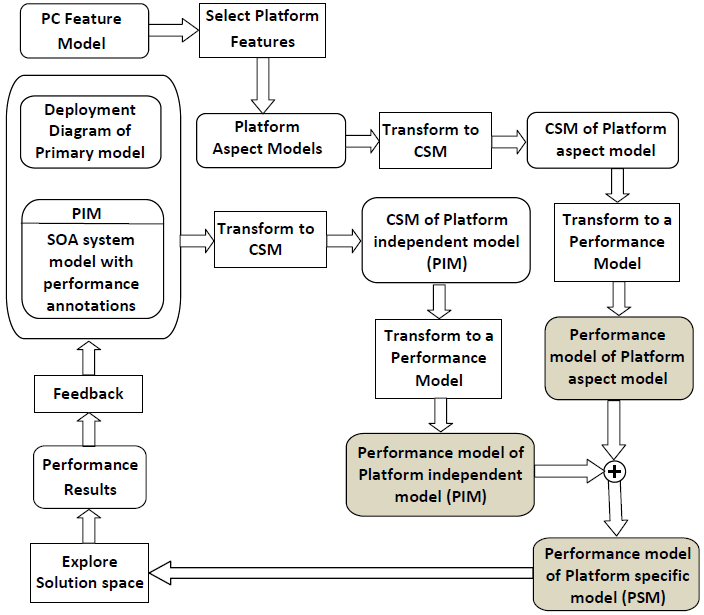 PC Feature
Model
Select Platform
Features
Deployment
Diagram of
Primary model
Platform
Aspect Models
Transform to
CSM
CSM of Platform
aspect model
PIM
SOA system
model with
performance
annotations
Transform to
CSM
CSM of Platform
independent model
(PIM)
Transform to a
Performance
Model
Transform to a
Performance
Model
Performance
model of Platform
aspect model
Feedback
Performance
Results
Performance model of
Platform independent
model (PIM)
+
Explore
Solution space
Performance model
of Platform specific
model (PSM)